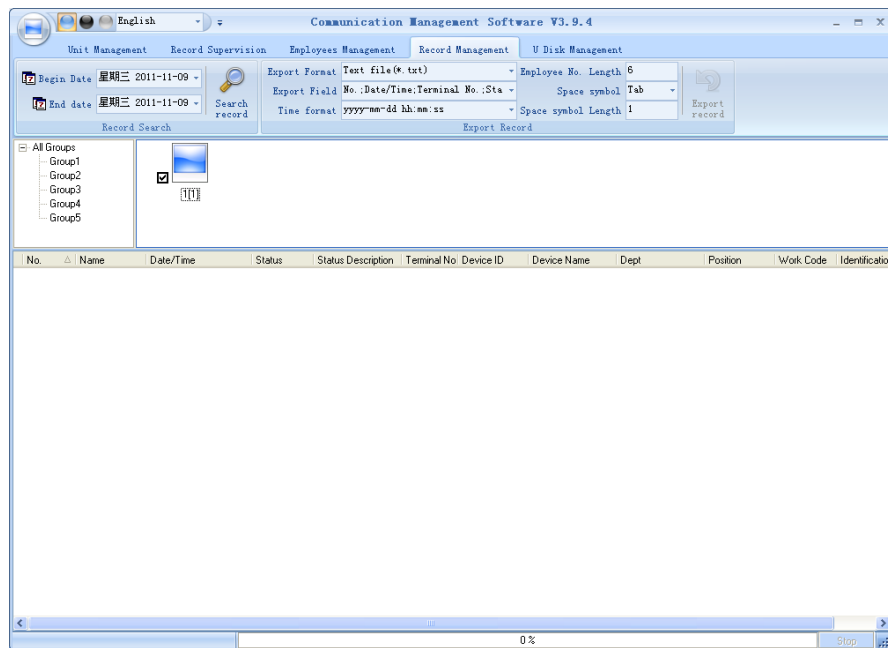 English
Communication Management Software V3.9.4
Unit Management Record Supervision Employees Management Record Management U Disk Management
Begin Date 星期三 2011-11-09
End date 星期三 2011-11-09
Search record
Record Search
Export Format Text file(*.txt) Employee No. Length 6
Export Field No.;Date/Time;Terminal No.;Sta Space symbol Tab
Time format yyyy-mm-dd hh:mm:ss Space symbol Length 1
Export record
Export Record
All Groups
Group1
Group2
Group3
Group4
Group5
1[1]
No. Name Date/Time Status Status Description Terminal No Device ID Device Name Dept Position Work Code Identificatio
0 %
Stop